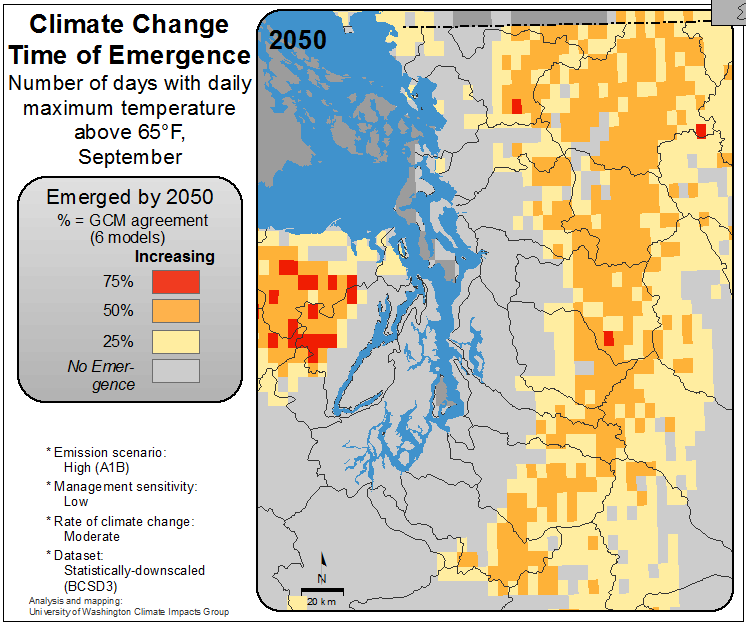 Climate Change
Time of Emergence
Number of days with daily
maximum temperature
above 65°F,
September
Emerged by 2050
% = GCM agreement
(6 models)
Increasing
75%
50%
25%
No Emer-
gence
* Emission scenario:
High (A1B)
* Management sensitivity:
Low
* Rate of climate change:
Moderate
* Dataset:
Statistically-downscaled
(BCSD3)
Analysis and mapping:
University of Washington Climate Impacts Group
2050
N
20 km